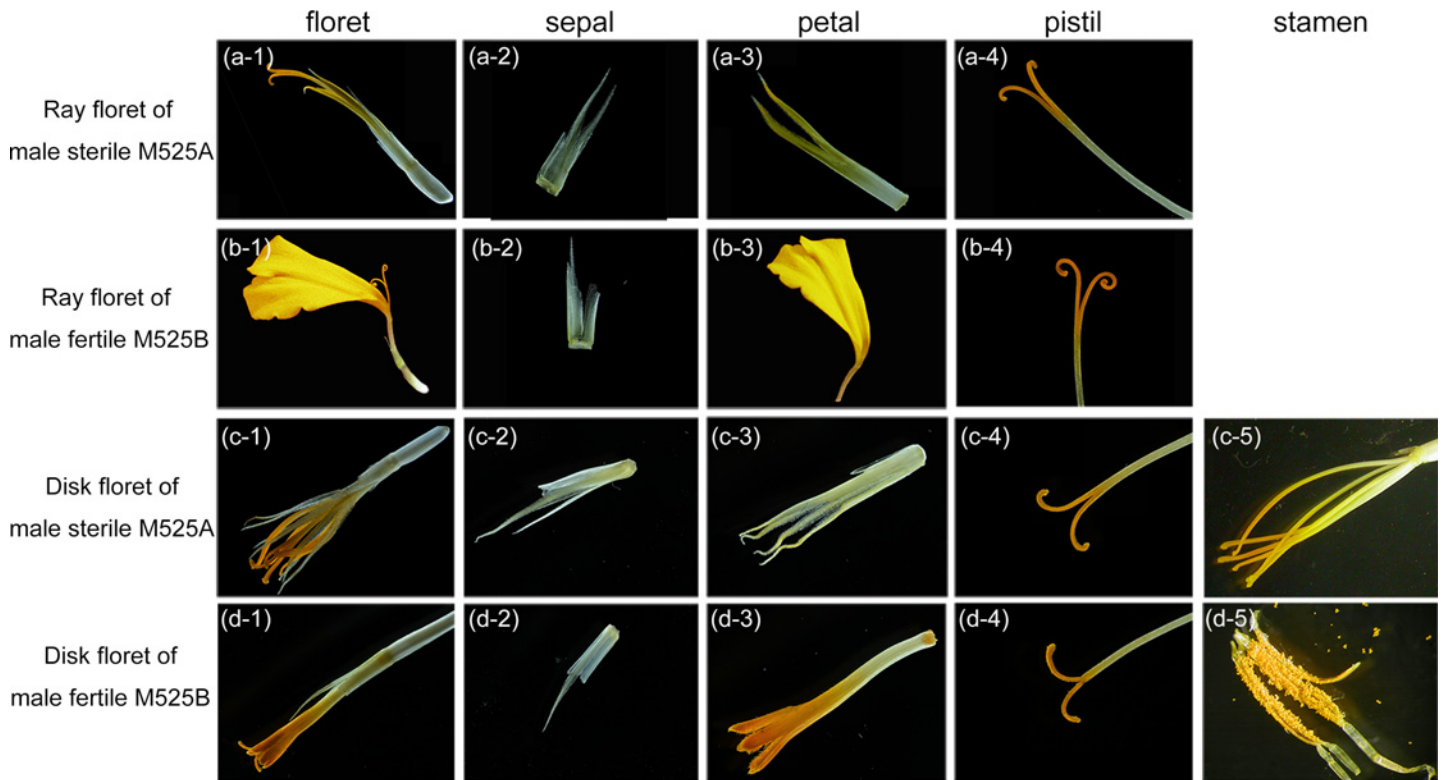 floret sepal petal pistil stamen
(a-1) (a-2) (a-3) (a-4)
Ray floret of
male sterile M525A
(b-1) (b-2) (b-3) (b-4)
Ray floret of
male fertile M525B
(c-1) (c-2) (c-3) (c-4) (c-5)
Disk floret of
male sterile M525A
(d-1) (d-2) (d-3) (d-4) (d-5)
Disk floret of
male fertile M525B